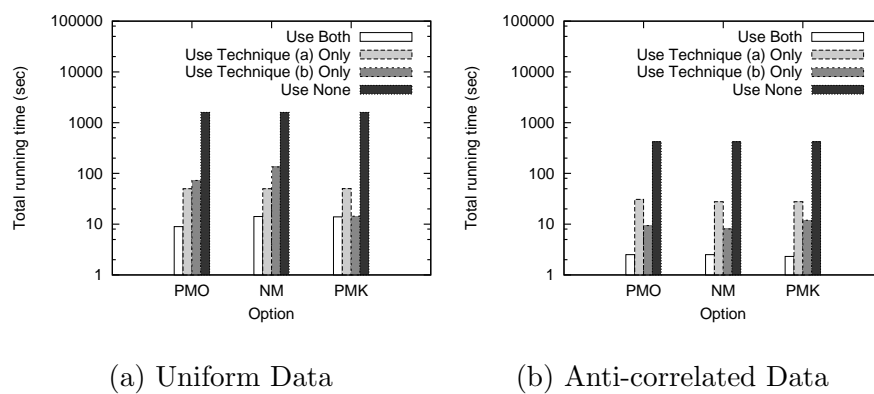 100000
10000
1000
100
10
1
Total running time (sec)
Use Both
Use Technique (a) Only
Use Technique (b) Only
Use None
PMO NM PMK
Option
(a) Uniform Data
100000
10000
1000
100
10
1
Total running time (sec)
Use Both
Use Technique (a) Only
Use Technique (b) Only
Use None
PMO NM PMK
Option
(b) Anti-correlated Data